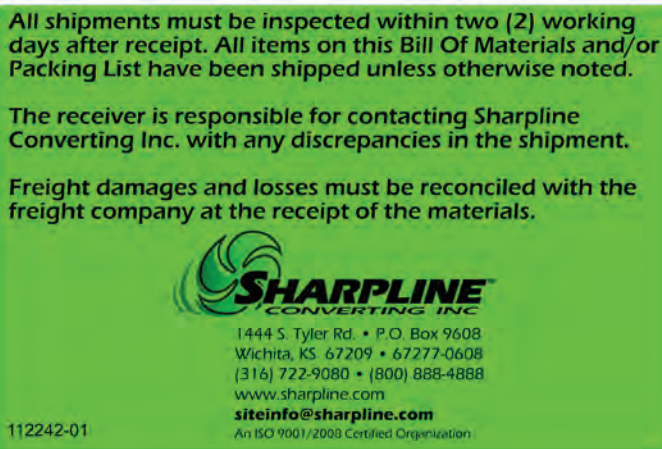 All shipments must be inspected within two (2) working
days after receipt. All items on this Bill Of Materials and/or
Packing List have been shipped unless otherwise noted.
The receiver is responsible for contacting Sharpline
Converting Inc. with any discrepancies in the shipment.
Freight damages and losses must be reconciled with the
freight company at the receipt of the materials.
SHARPLINE™
CONVERTING INC
1444 S. Tyler Rd. • P.O. Box 9608
Wichita, KS 67209 • 67277-0608
(316) 722-9080 • (800) 888-4888
www.sharpline.com
siteinfo@sharpline.com
112242-01
An ISO 9001/2008 Certified Organization